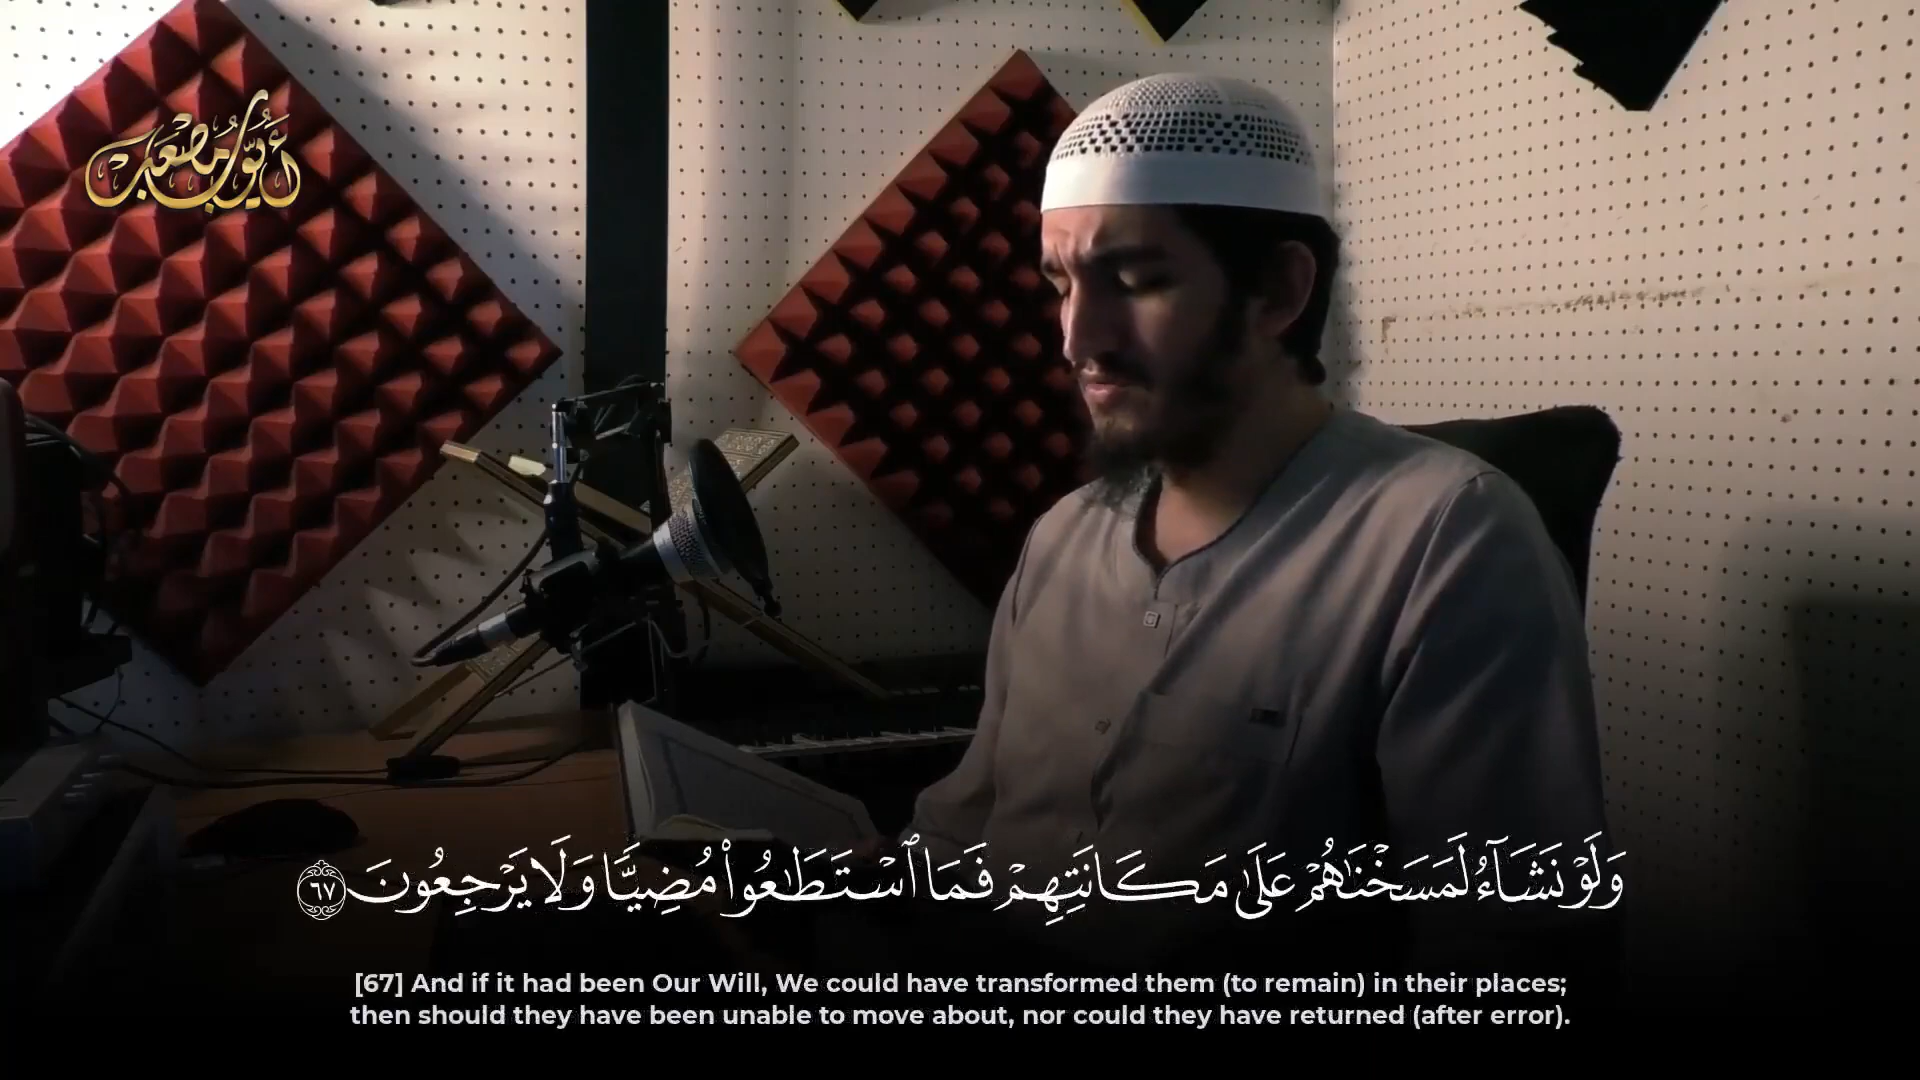 أيوب مصعب
وَلَوْ نَشَآءُ لَمَسَخْنَٰهُمْ عَلَىٰ مَكَانَتِهِمْ فَمَا ٱسْتَطَٰعُوا۟ مُضِيًّا وَلَا يَرْجِعُونَ ٦٧
[67] And if it had been Our Will, We could have transformed them (to remain) in their places;
then should they have been unable to move about, nor could they have returned (after error).